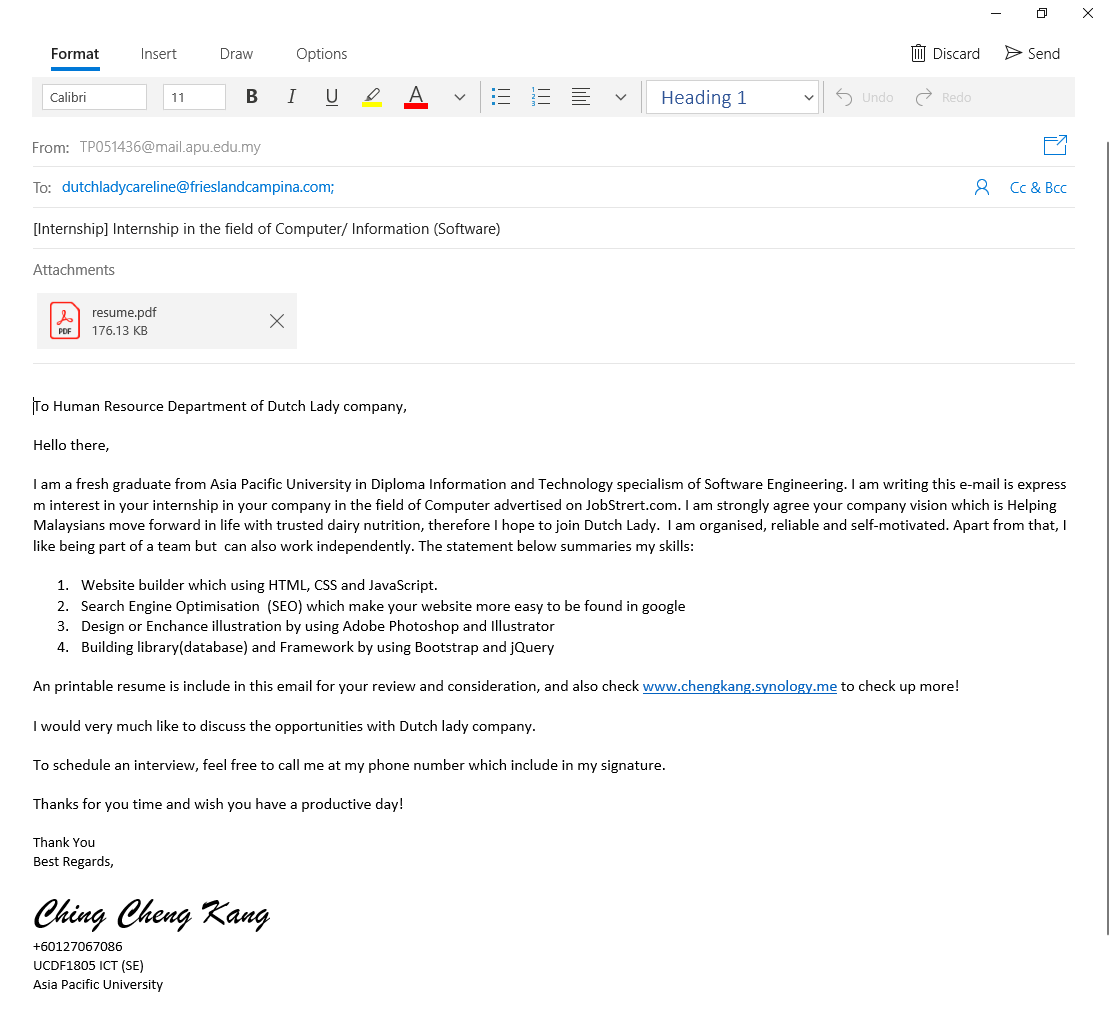 Format Insert Draw Options Discard Send
Calibri 11 B I U A Heading 1 Undo Redo
From: TP051436@mail.apu.edu.my
To: dutchladycareline@frieslandcampina.com; Cc & Bcc
[Internship] Internship in the field of Computer/ Information (Software)
Attachments
resume.pdf
PDF
176.13 KB
To Human Resource Department of Dutch Lady company,
Hello there,
I am a fresh graduate from Asia Pacific University in Diploma Information and Technology specialism of Software Engineering. I am writing this e-mail is express
m interest in your internship in your company in the field of Computer advertised on JobStrert.com. I am strongly agree your company vision which is Helping
Malaysians move forward in life with trusted dairy nutrition, therefore I hope to join Dutch Lady.  I am organised, reliable and self-motivated. Apart from that, I
like being part of a team but  can also work independently. The statement below summaries my skills:
1. Website builder which using HTML, CSS and JavaScript.
2. Search Engine Optimisation  (SEO) which make your website more easy to be found in google
3. Design or Enchance illustration by using Adobe Photoshop and Illustrator
4. Building library(database) and Framework by using Bootstrap and jQuery
An printable resume is include in this email for your review and consideration, and also check www.chengkang.synology.me to check up more!
I would very much like to discuss the opportunities with Dutch lady company.
To schedule an interview, feel free to call me at my phone number which include in my signature.
Thanks for you time and wish you have a productive day!
Thank You
Best Regards,
Ching Cheng Kang
+60127067086
UCDF1805 ICT (SE)
Asia Pacific University